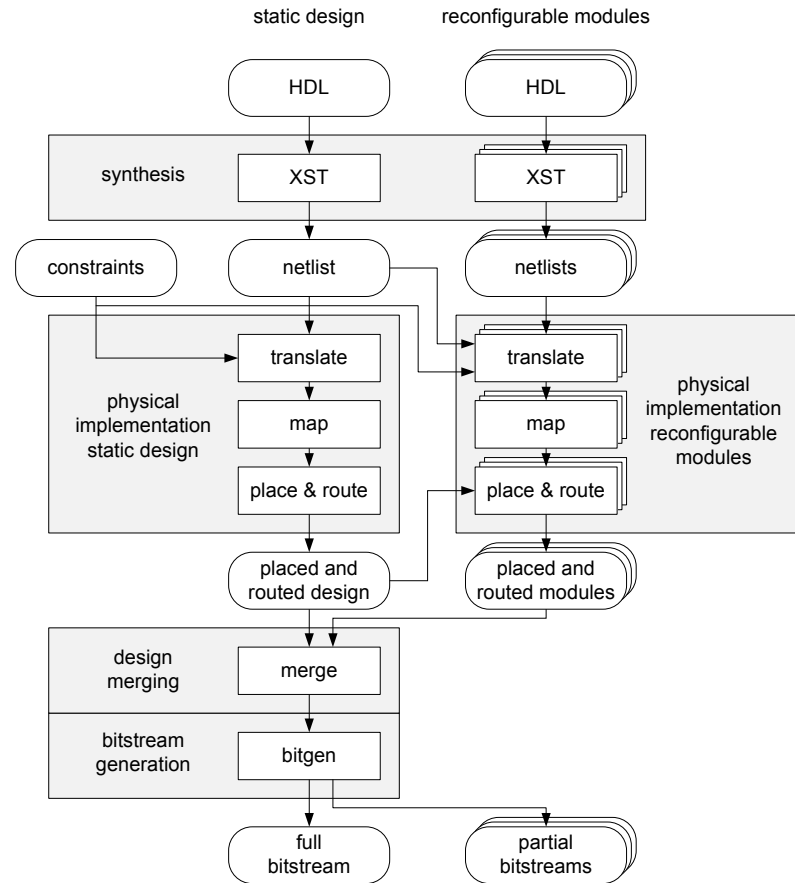 static design
reconfigurable modules
HDL
HDL
synthesis
XST
XST
constraints
netlist
netlists
physical
implementation
static design
translate
map
place & route
translate
map
place & route
physical
implementation
reconfigurable
modules
placed and
routed design
placed and
routed modules
design
merging
merge
bitstream
generation
bitgen
full
bitstream
partial
bitstreams